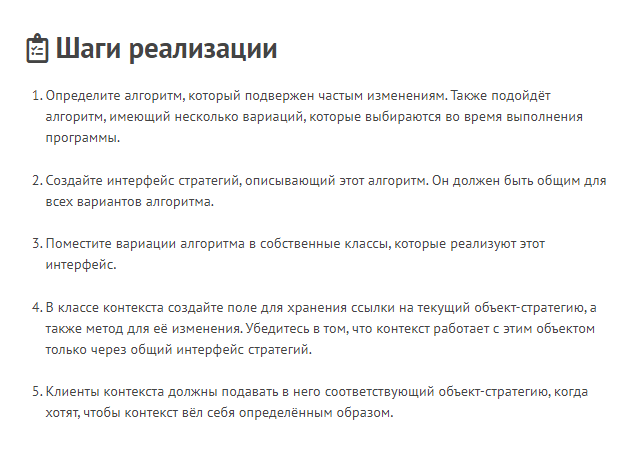 Шаги реализации
1. Определите алгоритм, который подвержен частым изменениям. Также подойдёт
алгоритм, имеющий несколько вариаций, которые выбираются во время выполнения
программы.
2. Создайте интерфейс стратегий, описывающий этот алгоритм. Он должен быть общим для
всех вариантов алгоритма.
3. Поместите вариации алгоритма в собственные классы, которые реализуют этот
интерфейс.
4. В классе контекста создайте поле для хранения ссылки на текущий объект-стратегию, а
также метод для её изменения. Убедитесь в том, что контекст работает с этим объектом
только через общий интерфейс стратегий.
5. Клиенты контекста должны подавать в него соответствующий объект-стратегию, когда
хотят, чтобы контекст вёл себя определённым образом.